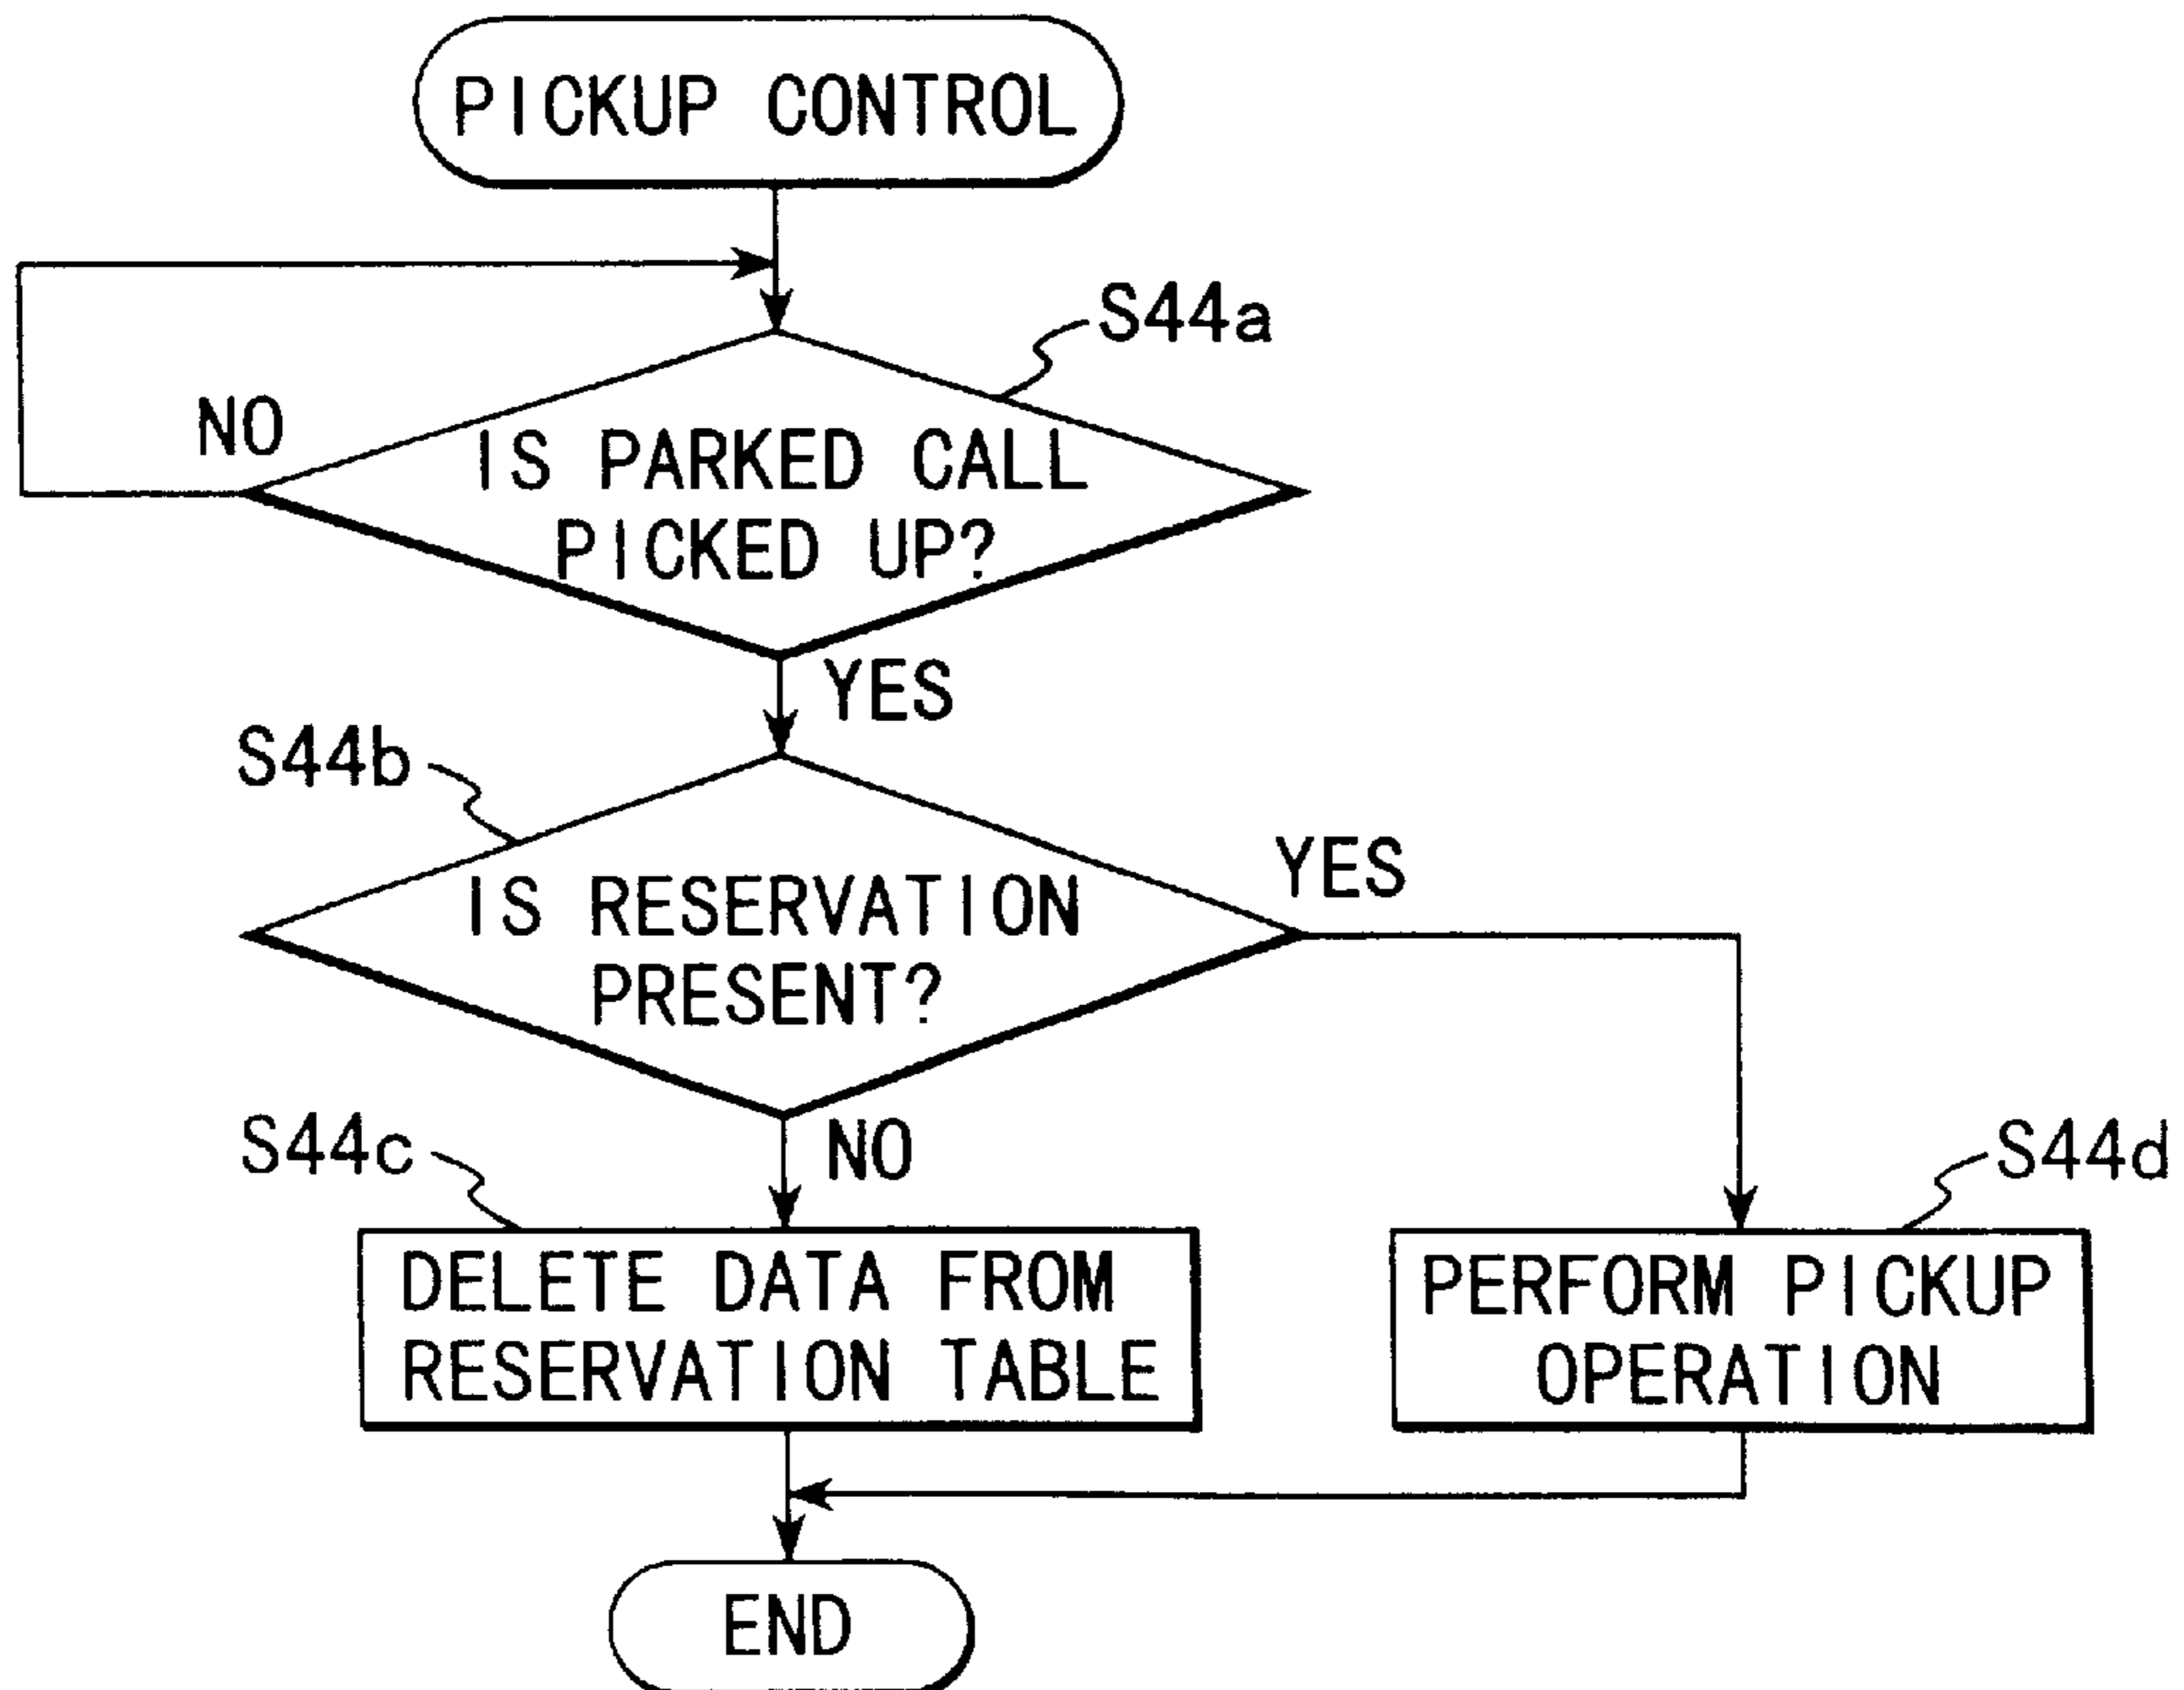 PICKUP CONTROL
S44a
NO
IS PARKED CALL
PICKED UP?
YES
S44b
YES
IS RESERVATION
PRESENT?
S44c
NO
S44d
DELETE DATA FROM
RESERVATION TABLE
PERFORM PICKUP
OPERATION
END